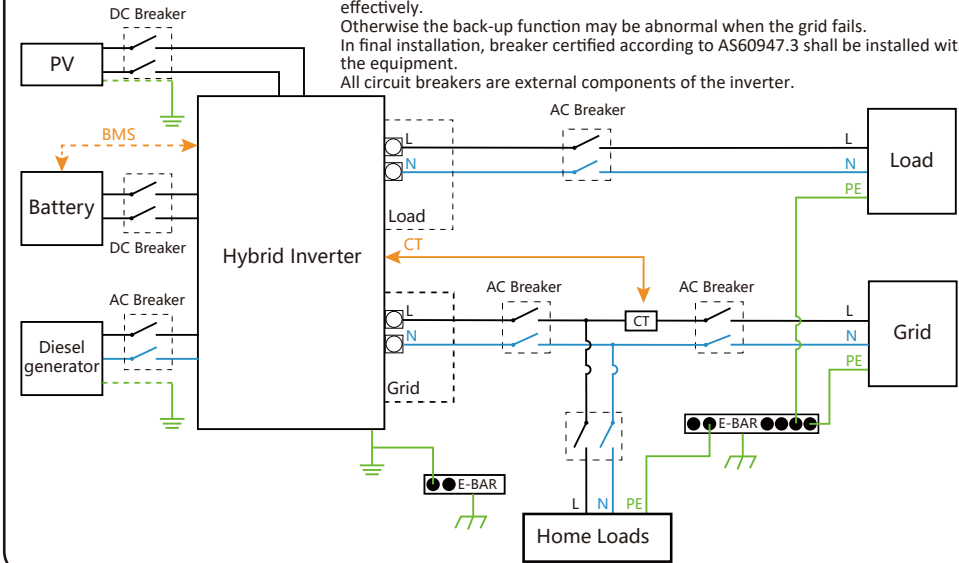 effectively.
Otherwise the back-up function may be abnormal when the grid fails.
In final installation, breaker certified according to AS60947.3 shall be installed wit
the equipment.
All circuit breakers are external components of the inverter.
DC Breaker
PV
AC Breaker
BMS
L
L
N
N
Load
PE
Battery
Load
DC Breaker
Hybrid Inverter
CT
AC Breaker
AC Breaker
AC Breaker
L
L
CT
N
N
Grid
Diesel
generator
PE
Grid
E-BAR
E-BAR
L
N
PE
Home Loads